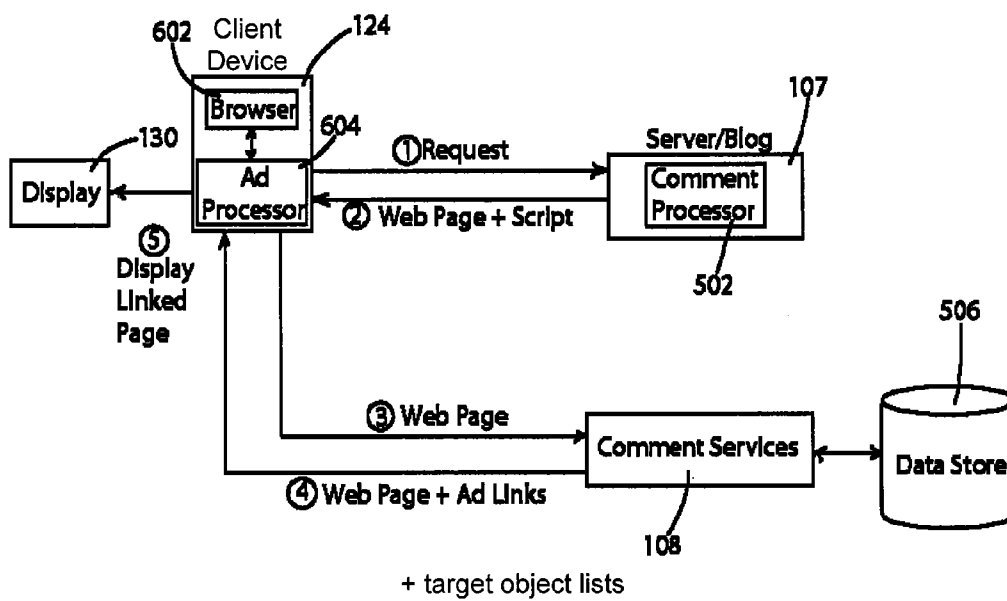 602
Client
Device
124
Browser
604
130
Display
Ad
Processor
① Request
② Web Page + Script
107
Server/Blog
Comment
Processor
502
⑤
Display
Linked
Page
506
③ Web Page
Comment Services
④ Web Page + Ad Links
Data Store
108
+ target object lists